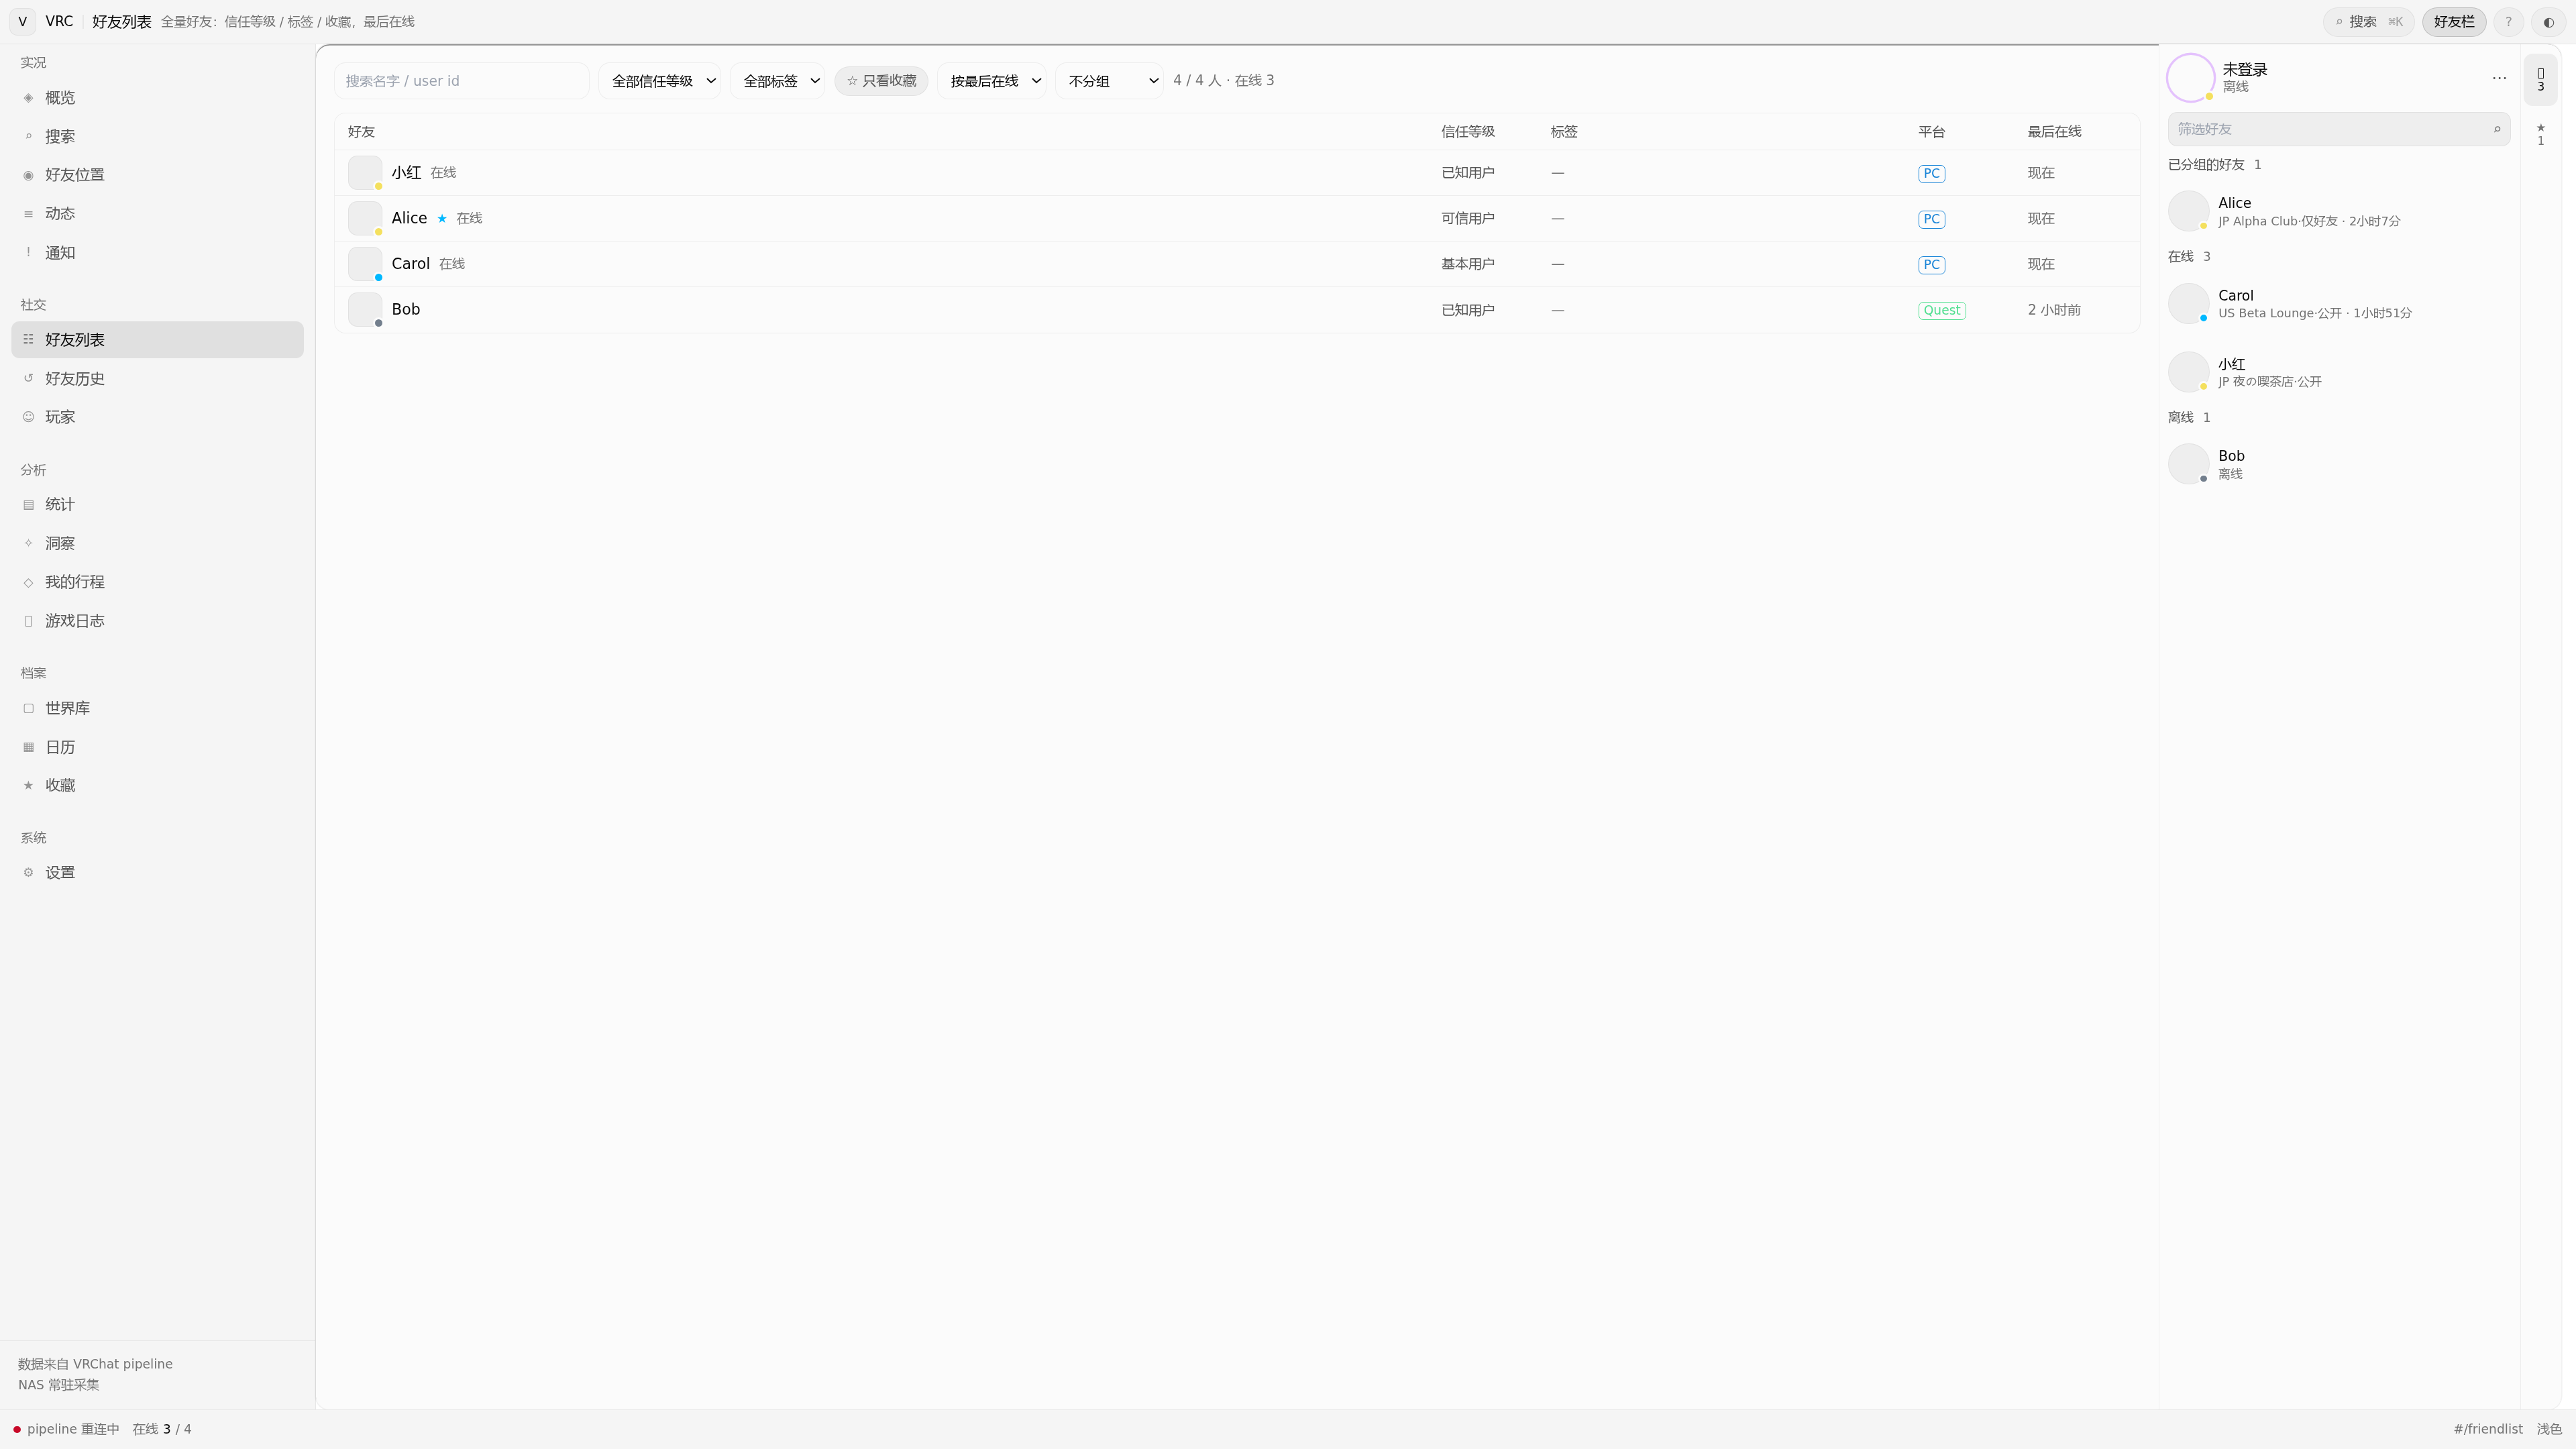 V VRC 好友列表 全量好友：信任等级 / 标签 / 收藏，最后在线
搜索 ⌘K 好友栏 ?
实况
概览
搜索
好友位置
动态
通知
社交
好友列表
好友历史
玩家
分析
统计
洞察
我的行程
游戏日志
档案
世界库
日历
收藏
系统
设置
数据来自 VRChat pipeline
NAS 常驻采集
搜索名字 / user id 全部信任等级 全部标签 ☆ 只看收藏 按最后在线 不分组 4 / 4 人 · 在线 3
好友 信任等级 标签 平台 最后在线
小红 在线 已知用户 — PC 现在
Alice ★ 在线 可信用户 — PC 现在
Carol 在线 基本用户 — PC 现在
Bob 已知用户 — Quest 2 小时前
未登录
离线
…
筛选好友
已分组的好友 1
Alice
JP Alpha Club·仅好友 · 2小时7分
在线 3
Carol
US Beta Lounge·公开 · 1小时51分
小红
JP 夜の喫茶店·公开
离线 1
Bob
离线
3
★
1
pipeline 重连中 在线 3 / 4
#/friendlist 浅色